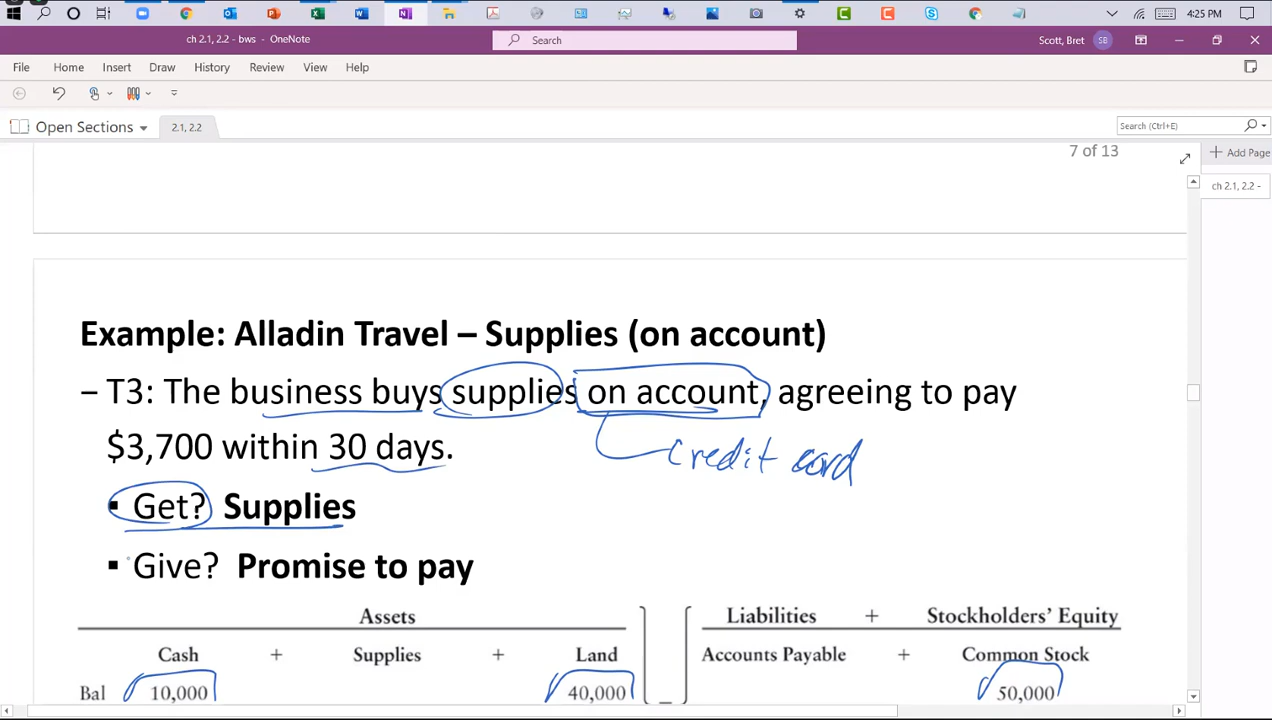 4:25 PM
ch 2.1, 2.2 - bws - OneNote
Search
Scott, Bret
SB
File Home Insert Draw History Review View Help
Open Sections
2.1, 2.2
Search (Ctrl+E)
7 of 13
+ Add Page
ch 2.1, 2.2 -
Example: Alladin Travel – Supplies (on account)
– T3: The business buys supplies on account, agreeing to pay
$3,700 within 30 days.
credit card
▪ Get? Supplies
▪ Give? Promise to pay
Assets
Liabilities + Stockholders' Equity
Cash + Supplies + Land
Accounts Payable + Common Stock
Bal 10,000 40,000 50,000